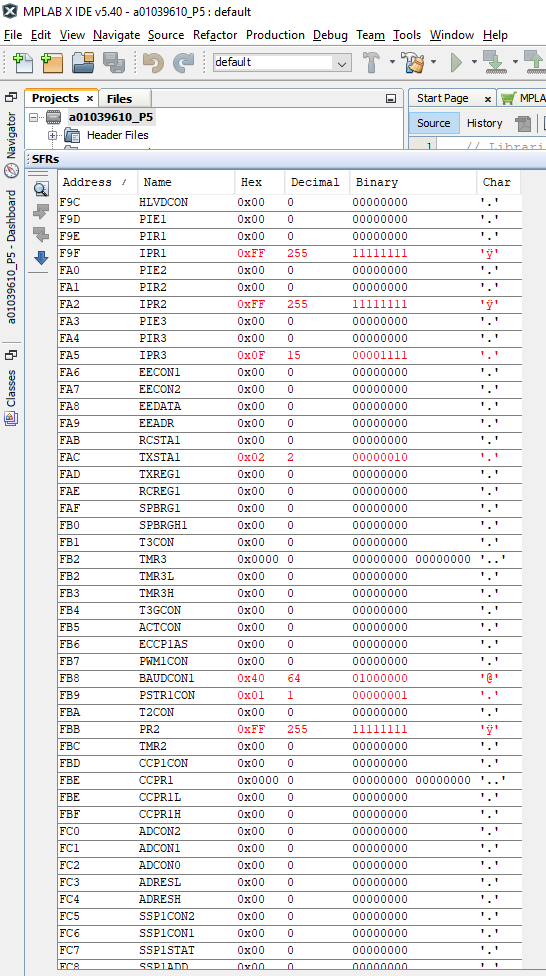 MPLAB X IDE v5.40 - a01039610_P5 : default
File Edit View Navigate Source Refactor Production Debug Team Tools Window Help
default
Projects × Files
Start Page × MPLA
a01039610_P5
Source History
Header Files
1 // Librari
SFRs
Navigator
a01039610_P5 - Dashboard
Classes
Address / Name Hex Decimal Binary Char
F9C HLVDCON 0x00 0 00000000 '.'
F9D PIE1 0x00 0 00000000 '.'
F9E PIR1 0x00 0 00000000 '.'
F9F IPR1 0xFF 255 11111111 'ÿ'
FA0 PIE2 0x00 0 00000000 '.'
FA1 PIR2 0x00 0 00000000 '.'
FA2 IPR2 0xFF 255 11111111 'ÿ'
FA3 PIE3 0x00 0 00000000 '.'
FA4 PIR3 0x00 0 00000000 '.'
FA5 IPR3 0x0F 15 00001111 '.'
FA6 EECON1 0x00 0 00000000 '.'
FA7 EECON2 0x00 0 00000000 '.'
FA8 EEDATA 0x00 0 00000000 '.'
FA9 EEADR 0x00 0 00000000 '.'
FAB RCSTA1 0x00 0 00000000 '.'
FAC TXSTA1 0x02 2 00000010 '.'
FAD TXREG1 0x00 0 00000000 '.'
FAE RCREG1 0x00 0 00000000 '.'
FAF SPBRG1 0x00 0 00000000 '.'
FB0 SPBRGH1 0x00 0 00000000 '.'
FB1 T3CON 0x00 0 00000000 '.'
FB2 TMR3 0x0000 0 00000000 00000000 '..'
FB2 TMR3L 0x00 0 00000000 '.'
FB3 TMR3H 0x00 0 00000000 '.'
FB4 T3GCON 0x00 0 00000000 '.'
FB5 ACTCON 0x00 0 00000000 '.'
FB6 ECCP1AS 0x00 0 00000000 '.'
FB7 PWM1CON 0x00 0 00000000 '.'
FB8 BAUDCON1 0x40 64 01000000 '@'
FB9 PSTR1CON 0x01 1 00000001 '.'
FBA T2CON 0x00 0 00000000 '.'
FBB PR2 0xFF 255 11111111 'ÿ'
FBC TMR2 0x00 0 00000000 '.'
FBD CCP1CON 0x00 0 00000000 '.'
FBE CCPR1 0x0000 0 00000000 00000000 '..'
FBE CCPR1L 0x00 0 00000000 '.'
FBF CCPR1H 0x00 0 00000000 '.'
FC0 ADCON2 0x00 0 00000000 '.'
FC1 ADCON1 0x00 0 00000000 '.'
FC2 ADCON0 0x00 0 00000000 '.'
FC3 ADRESL 0x00 0 00000000 '.'
FC4 ADRESH 0x00 0 00000000 '.'
FC5 SSP1CON2 0x00 0 00000000 '.'
FC6 SSP1CON1 0x00 0 00000000 '.'
FC7 SSP1STAT 0x00 0 00000000 '.'
FC8 SSP1ADD 0x00 0 00000000 '.'